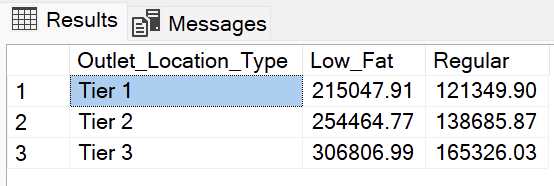 Results Messages
Outlet_Location_Type Low_Fat Regular
1 Tier 1 215047.91 121349.90
2 Tier 2 254464.77 138685.87
3 Tier 3 306806.99 165326.03